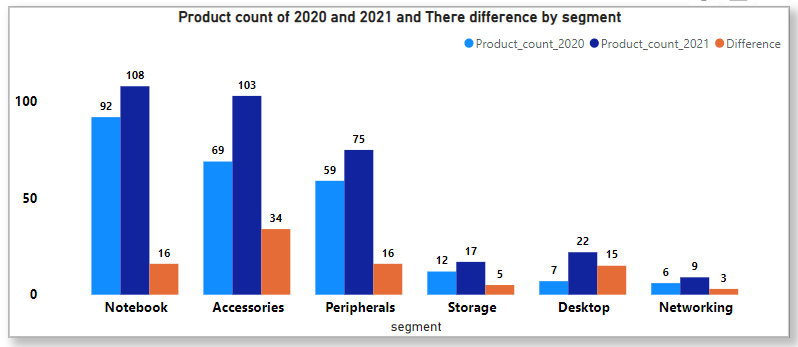 Product count of 2020 and 2021 and There difference by segment
Product_count_2020 Product_count_2021 Difference
100
50
0
92 108 16
69 103 34
59 75 16
12 17 5
7 22 15
6 9 3
Notebook Accessories Peripherals Storage Desktop Networking
segment